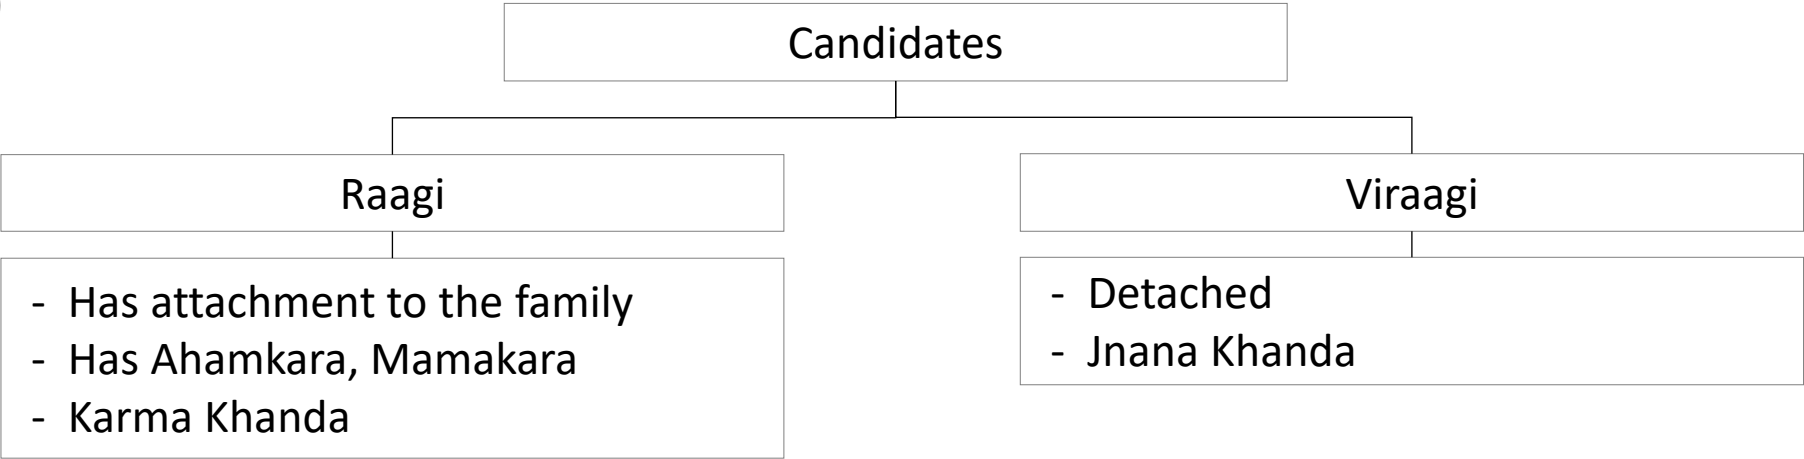 Candidates
Raagi
Viraagi
- Has attachment to the family
- Has Ahamkara, Mamakara
- Karma Khanda
- Detached
- Jnana Khanda